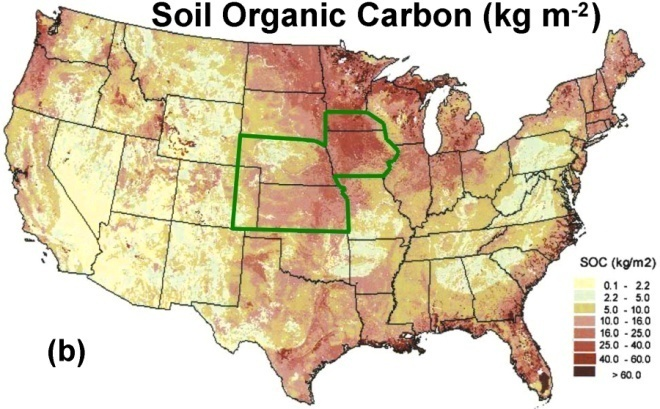 Soil Organic Carbon (kg m-2)
(b)
SOC (kg/m2)
0.1 - 2.2
2.2 - 5.0
5.0 - 10.0
10.0 - 16.0
16.0 - 25.0
25.0 - 40.0
40.0 - 60.0
> 60.0